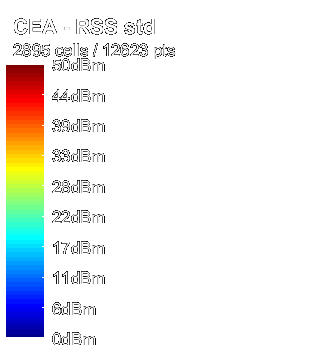 CEA - RSS std
2895 cells / 12623 pts
50dBm
44dBm
39dBm
33dBm
28dBm
22dBm
17dBm
11dBm
6dBm
0dBm